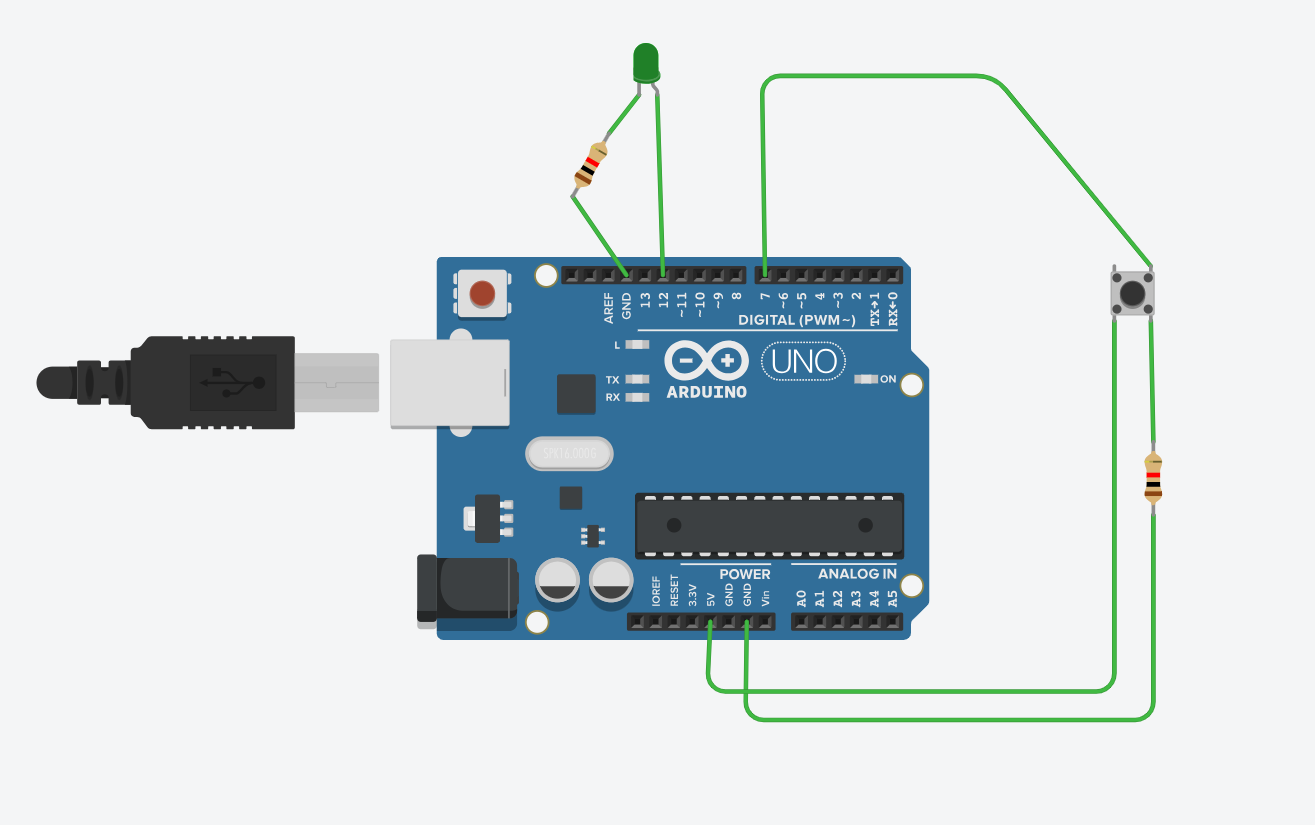 AREF
GND
13
12
~11
~10
~9
8
7
~6
~5
4
~3
2
TX→1
RX←0
DIGITAL (PWM~)
L
TX
RX
ARDUINO
UNO
ON
POWER
ANALOG IN
IOREF
RESET
3.3V
5V
GND
GND
Vin
A0
A1
A2
A3
A4
A5